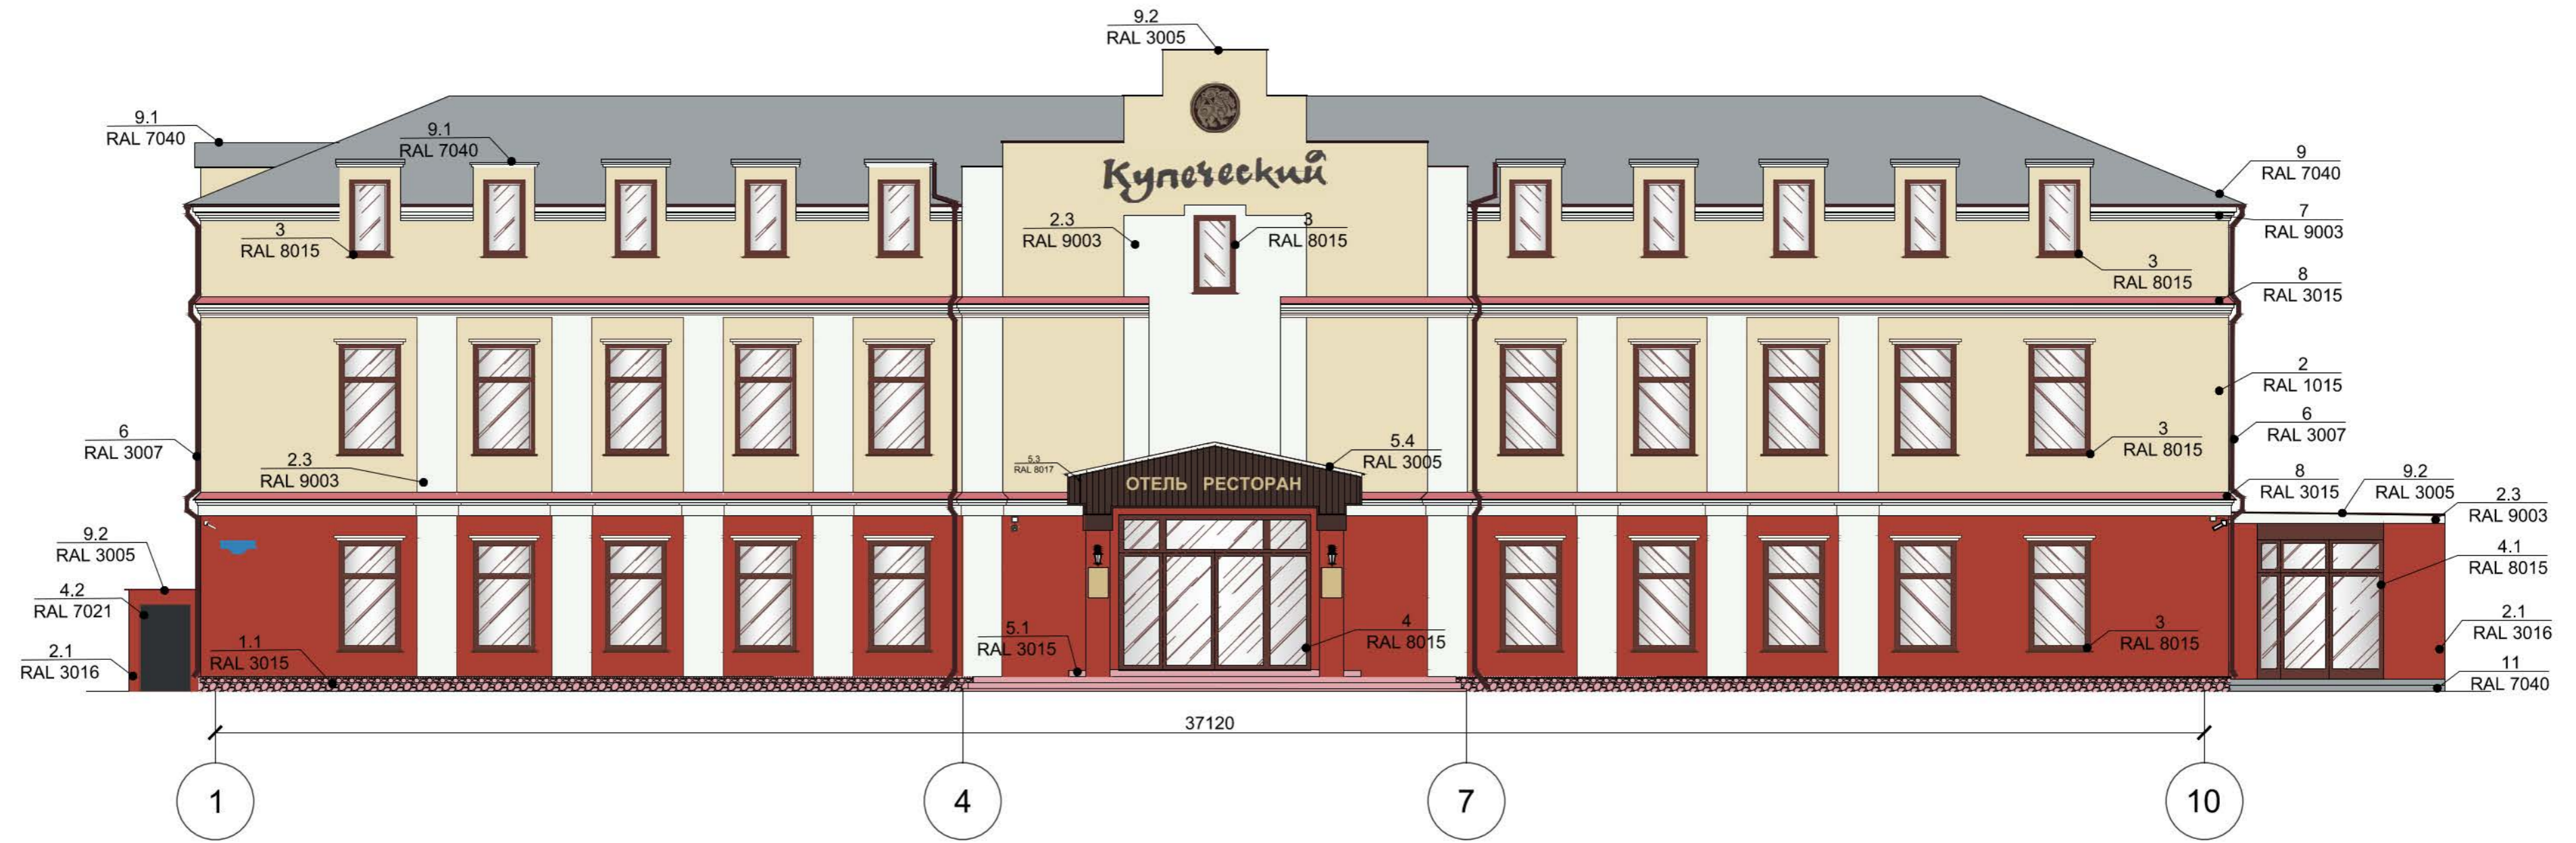 9.2
RAL 3005
9.1
RAL 7040
9.1
RAL 7040
9
RAL 7040
Купеческий
7
RAL 9003
3
RAL 8015
2.3
RAL 9003
3
RAL 8015
3
RAL 8015
8
RAL 3015
2
RAL 1015
6
RAL 3007
6
RAL 3007
2.3
RAL 9003
5.3
RAL 8017
5.4
RAL 3005
3
RAL 8015
ОТЕЛЬ РЕСТОРАН
8
RAL 3015
9.2
RAL 3005
2.3
RAL 9003
9.2
RAL 3005
4.1
RAL 8015
4.2
RAL 7021
2.1
RAL 3016
1.1
RAL 3015
5.1
RAL 3015
4
RAL 8015
3
RAL 8015
2.1
RAL 3016
11
RAL 7040
37120
1
4
7
10